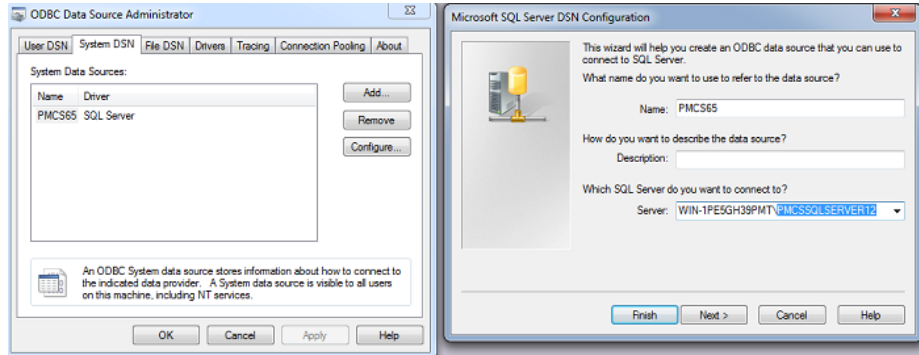 ODBC Data Source Administrator
User DSN System DSN File DSN Drivers Tracing Connection Pooling About
System Data Sources:
Name Driver
PMCS65 SQL Server
Add...
Remove
Configure...
An ODBC System data source stores information about how to connect to
the indicated data provider. A System data source is visible to all users
on this machine, including NT services.
OK Cancel Apply Help
Microsoft SQL Server DSN Configuration
This wizard will help you create an ODBC data source that you can use to
connect to SQL Server.
What name do you want to use to refer to the data source?
Name: PMCS65
How do you want to describe the data source?
Description:
Which SQL Server do you want to connect to?
Server: WIN-1PE5GH39PMT\PMCSSQLSERVER12
Finish Next > Cancel Help